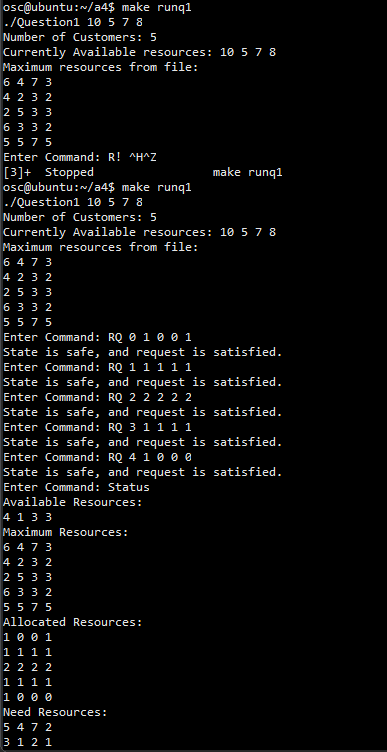 osc@ubuntu:~/a4$ make runq1
./Question1 10 5 7 8
Number of Customers: 5
Currently Available resources: 10 5 7 8
Maximum resources from file:
6 4 7 3
4 2 3 2
2 5 3 3
6 3 3 2
5 5 7 5
Enter Command: R! ^H^Z
[3]+  Stopped                 make runq1
osc@ubuntu:~/a4$ make runq1
./Question1 10 5 7 8
Number of Customers: 5
Currently Available resources: 10 5 7 8
Maximum resources from file:
6 4 7 3
4 2 3 2
2 5 3 3
6 3 3 2
5 5 7 5
Enter Command: RQ 0 1 0 0 1
State is safe, and request is satisfied.
Enter Command: RQ 1 1 1 1 1
State is safe, and request is satisfied.
Enter Command: RQ 2 2 2 2 2
State is safe, and request is satisfied.
Enter Command: RQ 3 1 1 1 1
State is safe, and request is satisfied.
Enter Command: RQ 4 1 0 0 0
State is safe, and request is satisfied.
Enter Command: Status
Available Resources:
4 1 3 3
Maximum Resources:
6 4 7 3
4 2 3 2
2 5 3 3
6 3 3 2
5 5 7 5
Allocated Resources:
1 0 0 1
1 1 1 1
2 2 2 2
1 1 1 1
1 0 0 0
Need Resources:
5 4 7 2
3 1 2 1